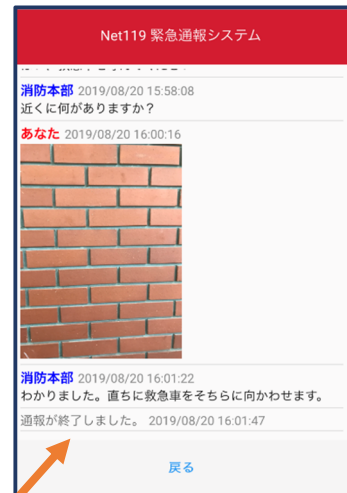 Net119 緊急通報システム
消防本部 2019/08/20 15:58:08
近くに何がありますか？
あなた 2019/08/20 16:00:16
消防本部 2019/08/20 16:01:22
わかりました。直ちに救急車をそちらに向かわせます。
通報が終了しました。 2019/08/20 16:01:47
戻る